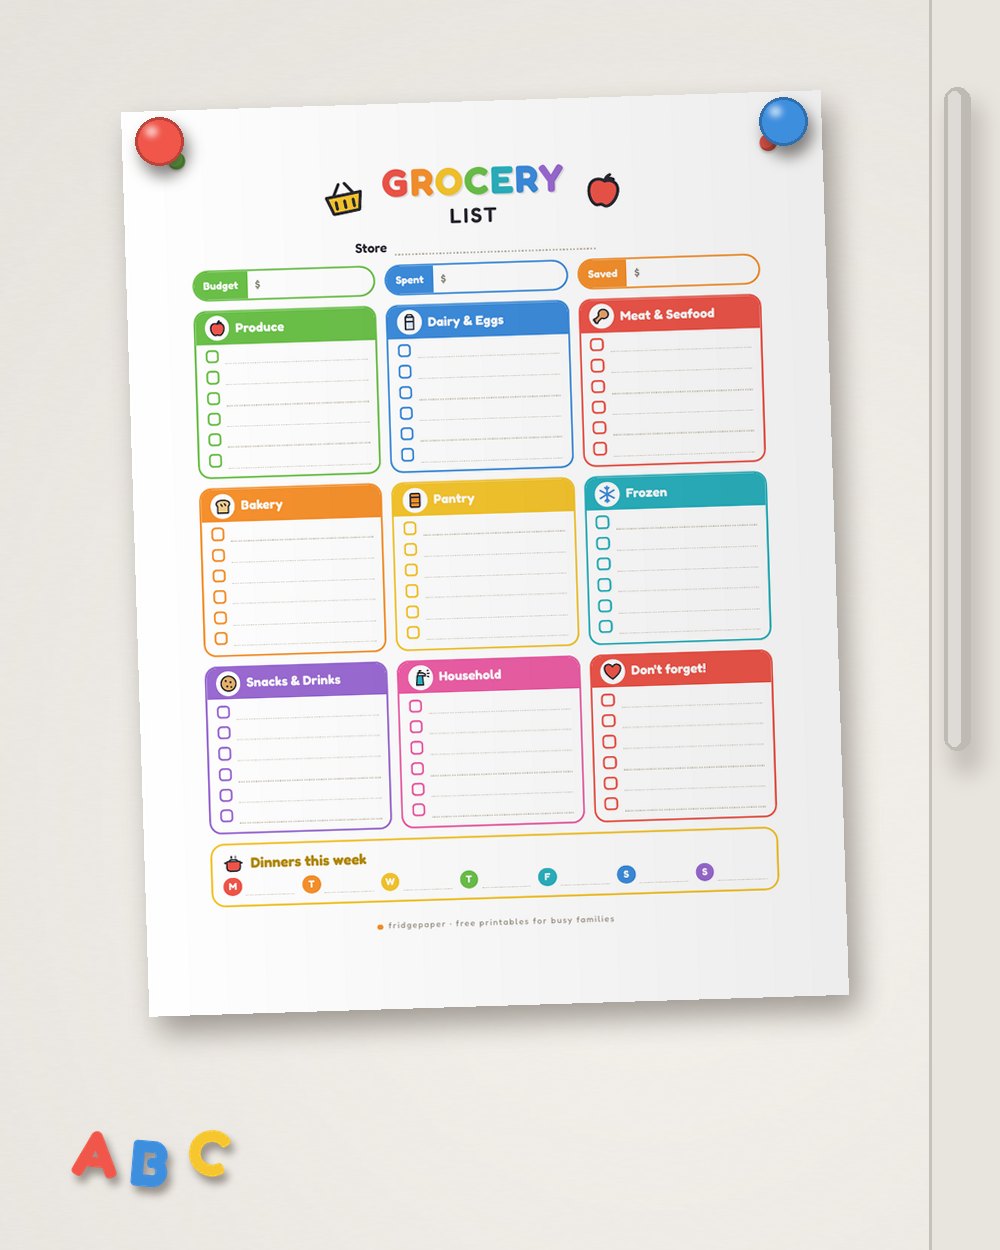 GROCERY
LIST
Store
Budget $
Spent $
Saved $
Produce
Dairy & Eggs
Meat & Seafood
Bakery
Pantry
Frozen
Snacks & Drinks
Household
Don't forget!
Dinners this week
M T W T F S S
fridgepaper · free printables for busy families
A B C